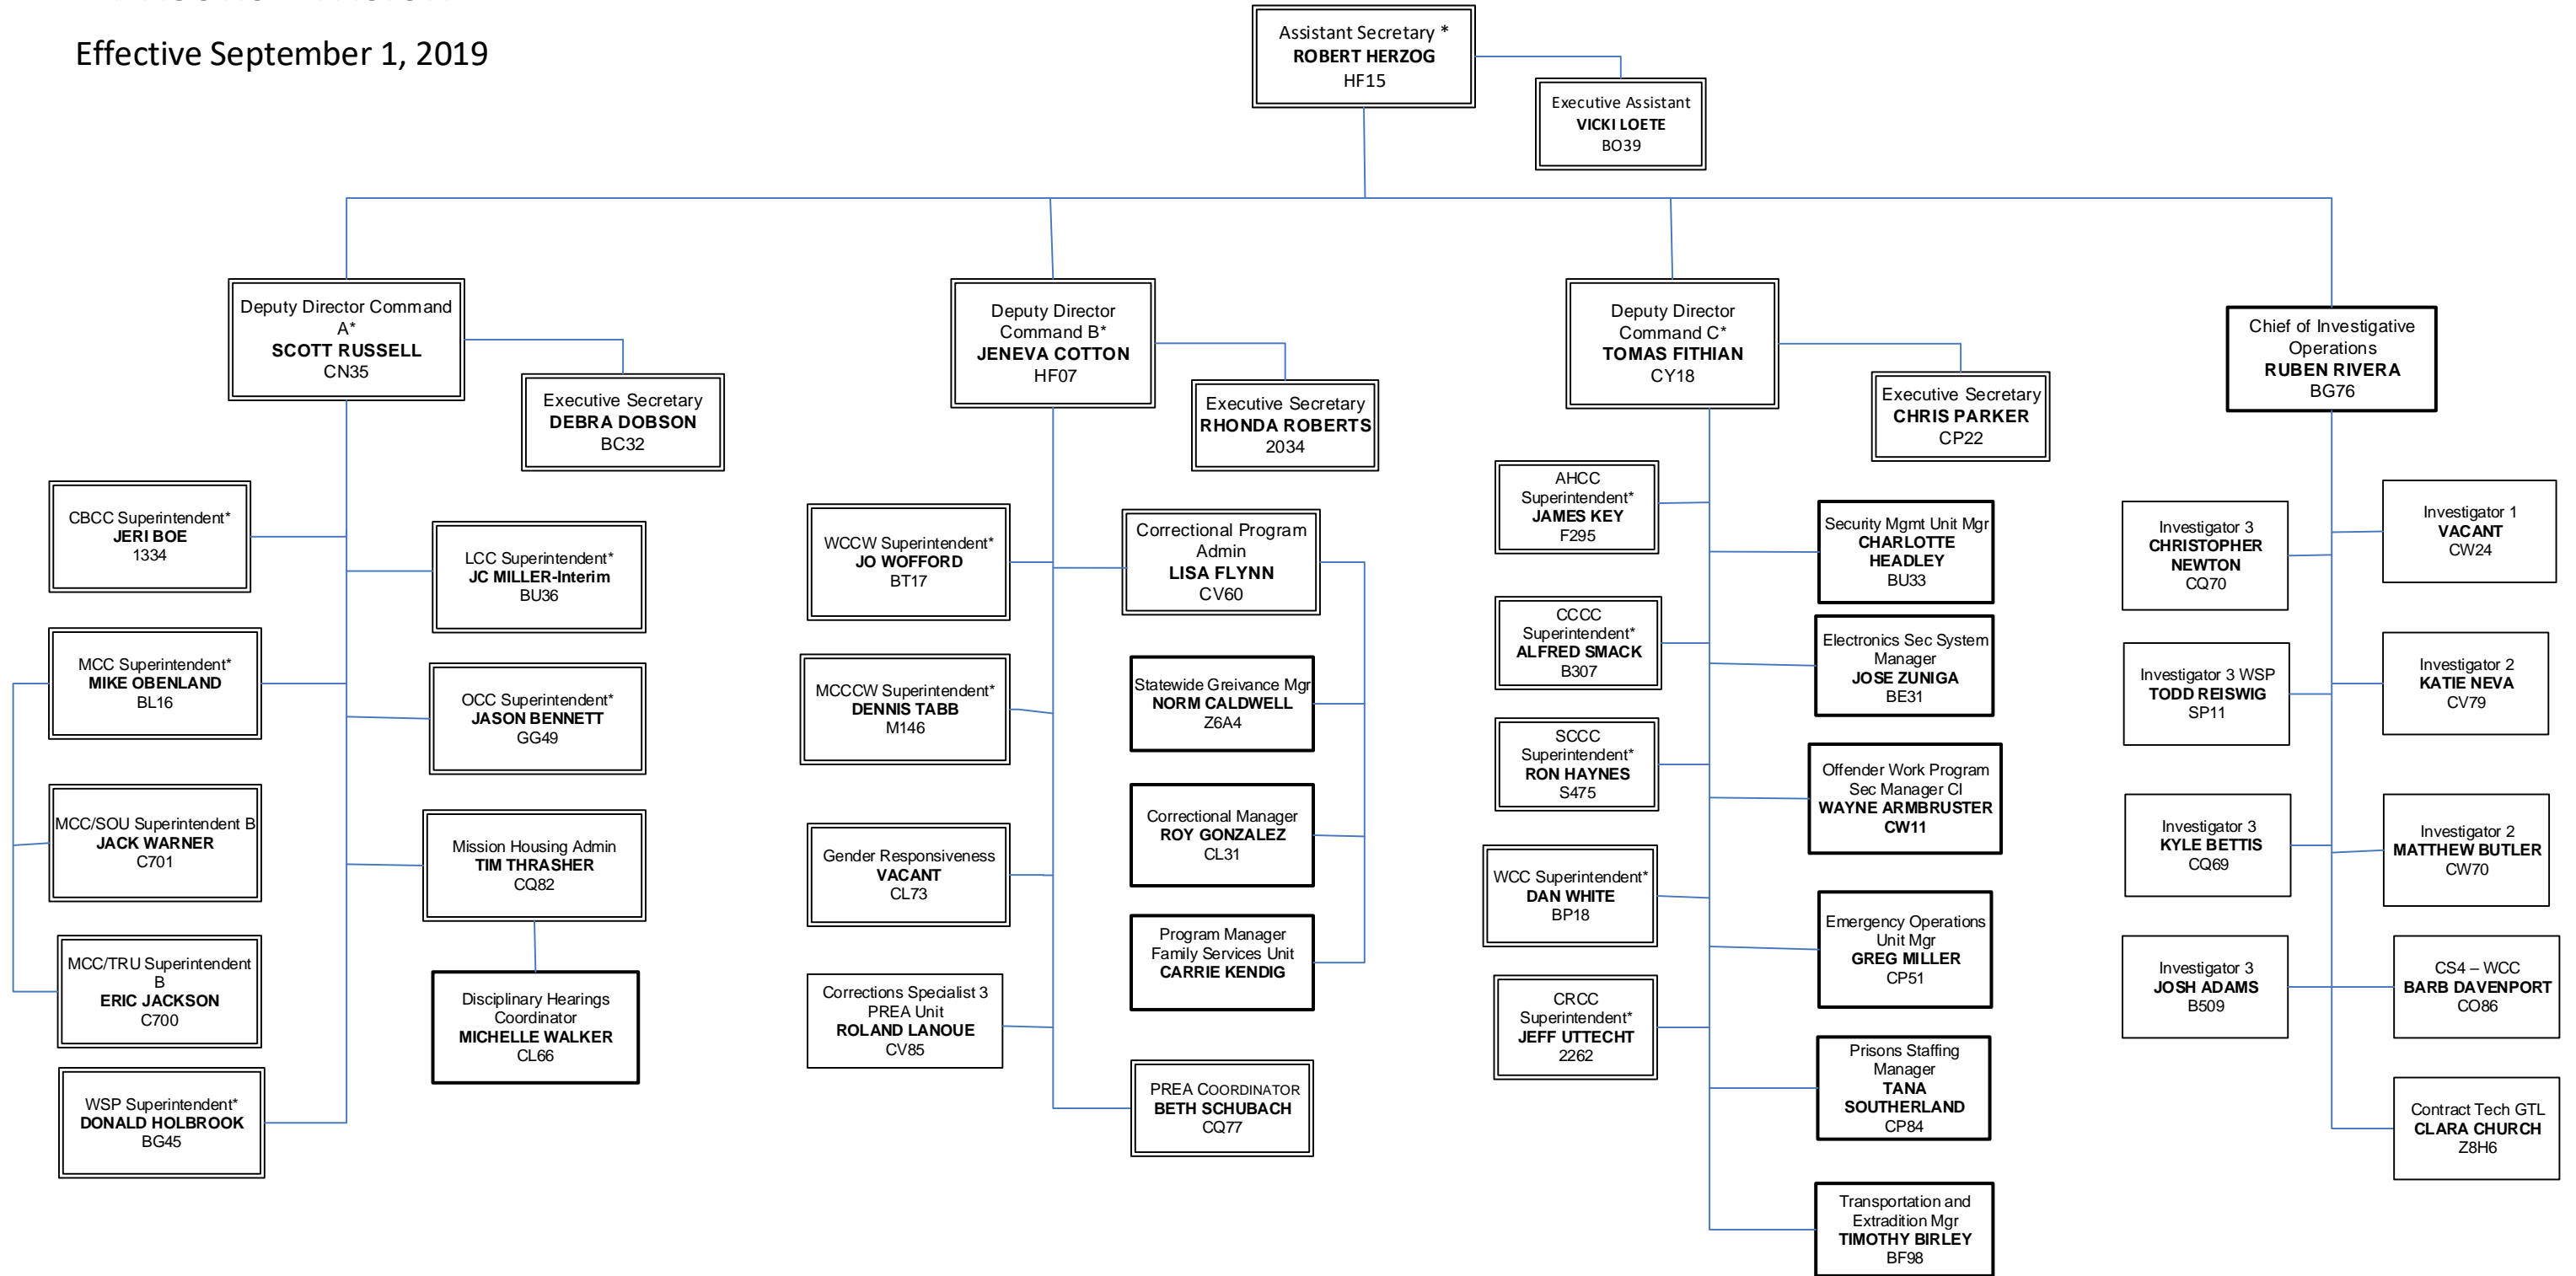 Effective September 1, 2019
Assistant Secretary *
ROBERT HERZOG
HF15
Executive Assistant
VICKI LOETE
BO39
Deputy Director Command
A*
SCOTT RUSSELL
CN35
Executive Secretary
DEBRA DOBSON
BC32
CBCC Superintendent*
JERI BOE
1334
LCC Superintendent*
JC MILLER-Interim
BU36
MCC Superintendent*
MIKE OBENLAND
BL16
OCC Superintendent*
JASON BENNETT
GG49
MCC/SOU Superintendent B
JACK WARNER
C701
Mission Housing Admin
TIM THRASHER
CQ82
MCC/TRU Superintendent
B
ERIC JACKSON
C700
Disciplinary Hearings
Coordinator
MICHELLE WALKER
CL66
WSP Superintendent*
DONALD HOLBROOK
BG45
Deputy Director
Command B*
JENEVA COTTON
HF07
Executive Secretary
RHONDA ROBERTS
2034
WCCW Superintendent*
JO WOFFORD
BT17
Correctional Program
Admin
LISA FLYNN
CV60
MCCCW Superintendent*
DENNIS TABB
M146
Statewide Greivance Mgr
NORM CALDWELL
Z6A4
Gender Responsiveness
VACANT
CL73
Correctional Manager
ROY GONZALEZ
CL31
Program Manager
Family Services Unit
CARRIE KENDIG
Corrections Specialist 3
PREA Unit
ROLAND LANOUE
CV85
PREA COORDINATOR
BETH SCHUBACH
CQ77
Deputy Director
Command C*
TOMAS FITHIAN
CY18
Executive Secretary
CHRIS PARKER
CP22
AHCC
Superintendent*
JAMES KEY
F295
Security Mgmt Unit Mgr
CHARLOTTE
HEADLEY
BU33
CCCC
Superintendent*
ALFRED SMACK
B307
Electronics Sec System
Manager
JOSE ZUNIGA
BE31
SCCC
Superintendent*
RON HAYNES
S475
Offender Work Program
Sec Manager CI
WAYNE ARMBRUSTER
CW11
WCC Superintendent*
DAN WHITE
BP18
Emergency Operations
Unit Mgr
GREG MILLER
CP51
CRCC
Superintendent*
JEFF UTTECHT
2262
Prisons Staffing
Manager
TANA
SOUTHERLAND
CP84
Transportation and
Extradition Mgr
TIMOTHY BIRLEY
BF98
Chief of Investigative
Operations
RUBEN RIVERA
BG76
Investigator 3
CHRISTOPHER
NEWTON
CQ70
Investigator 1
VACANT
CW24
Investigator 3 WSP
TODD REISWIG
SP11
Investigator 2
KATIE NEVA
CV79
Investigator 3
KYLE BETTIS
CQ69
Investigator 2
MATTHEW BUTLER
CW70
Investigator 3
JOSH ADAMS
B509
CS4 – WCC
BARB DAVENPORT
CO86
Contract Tech GTL
CLARA CHURCH
Z8H6